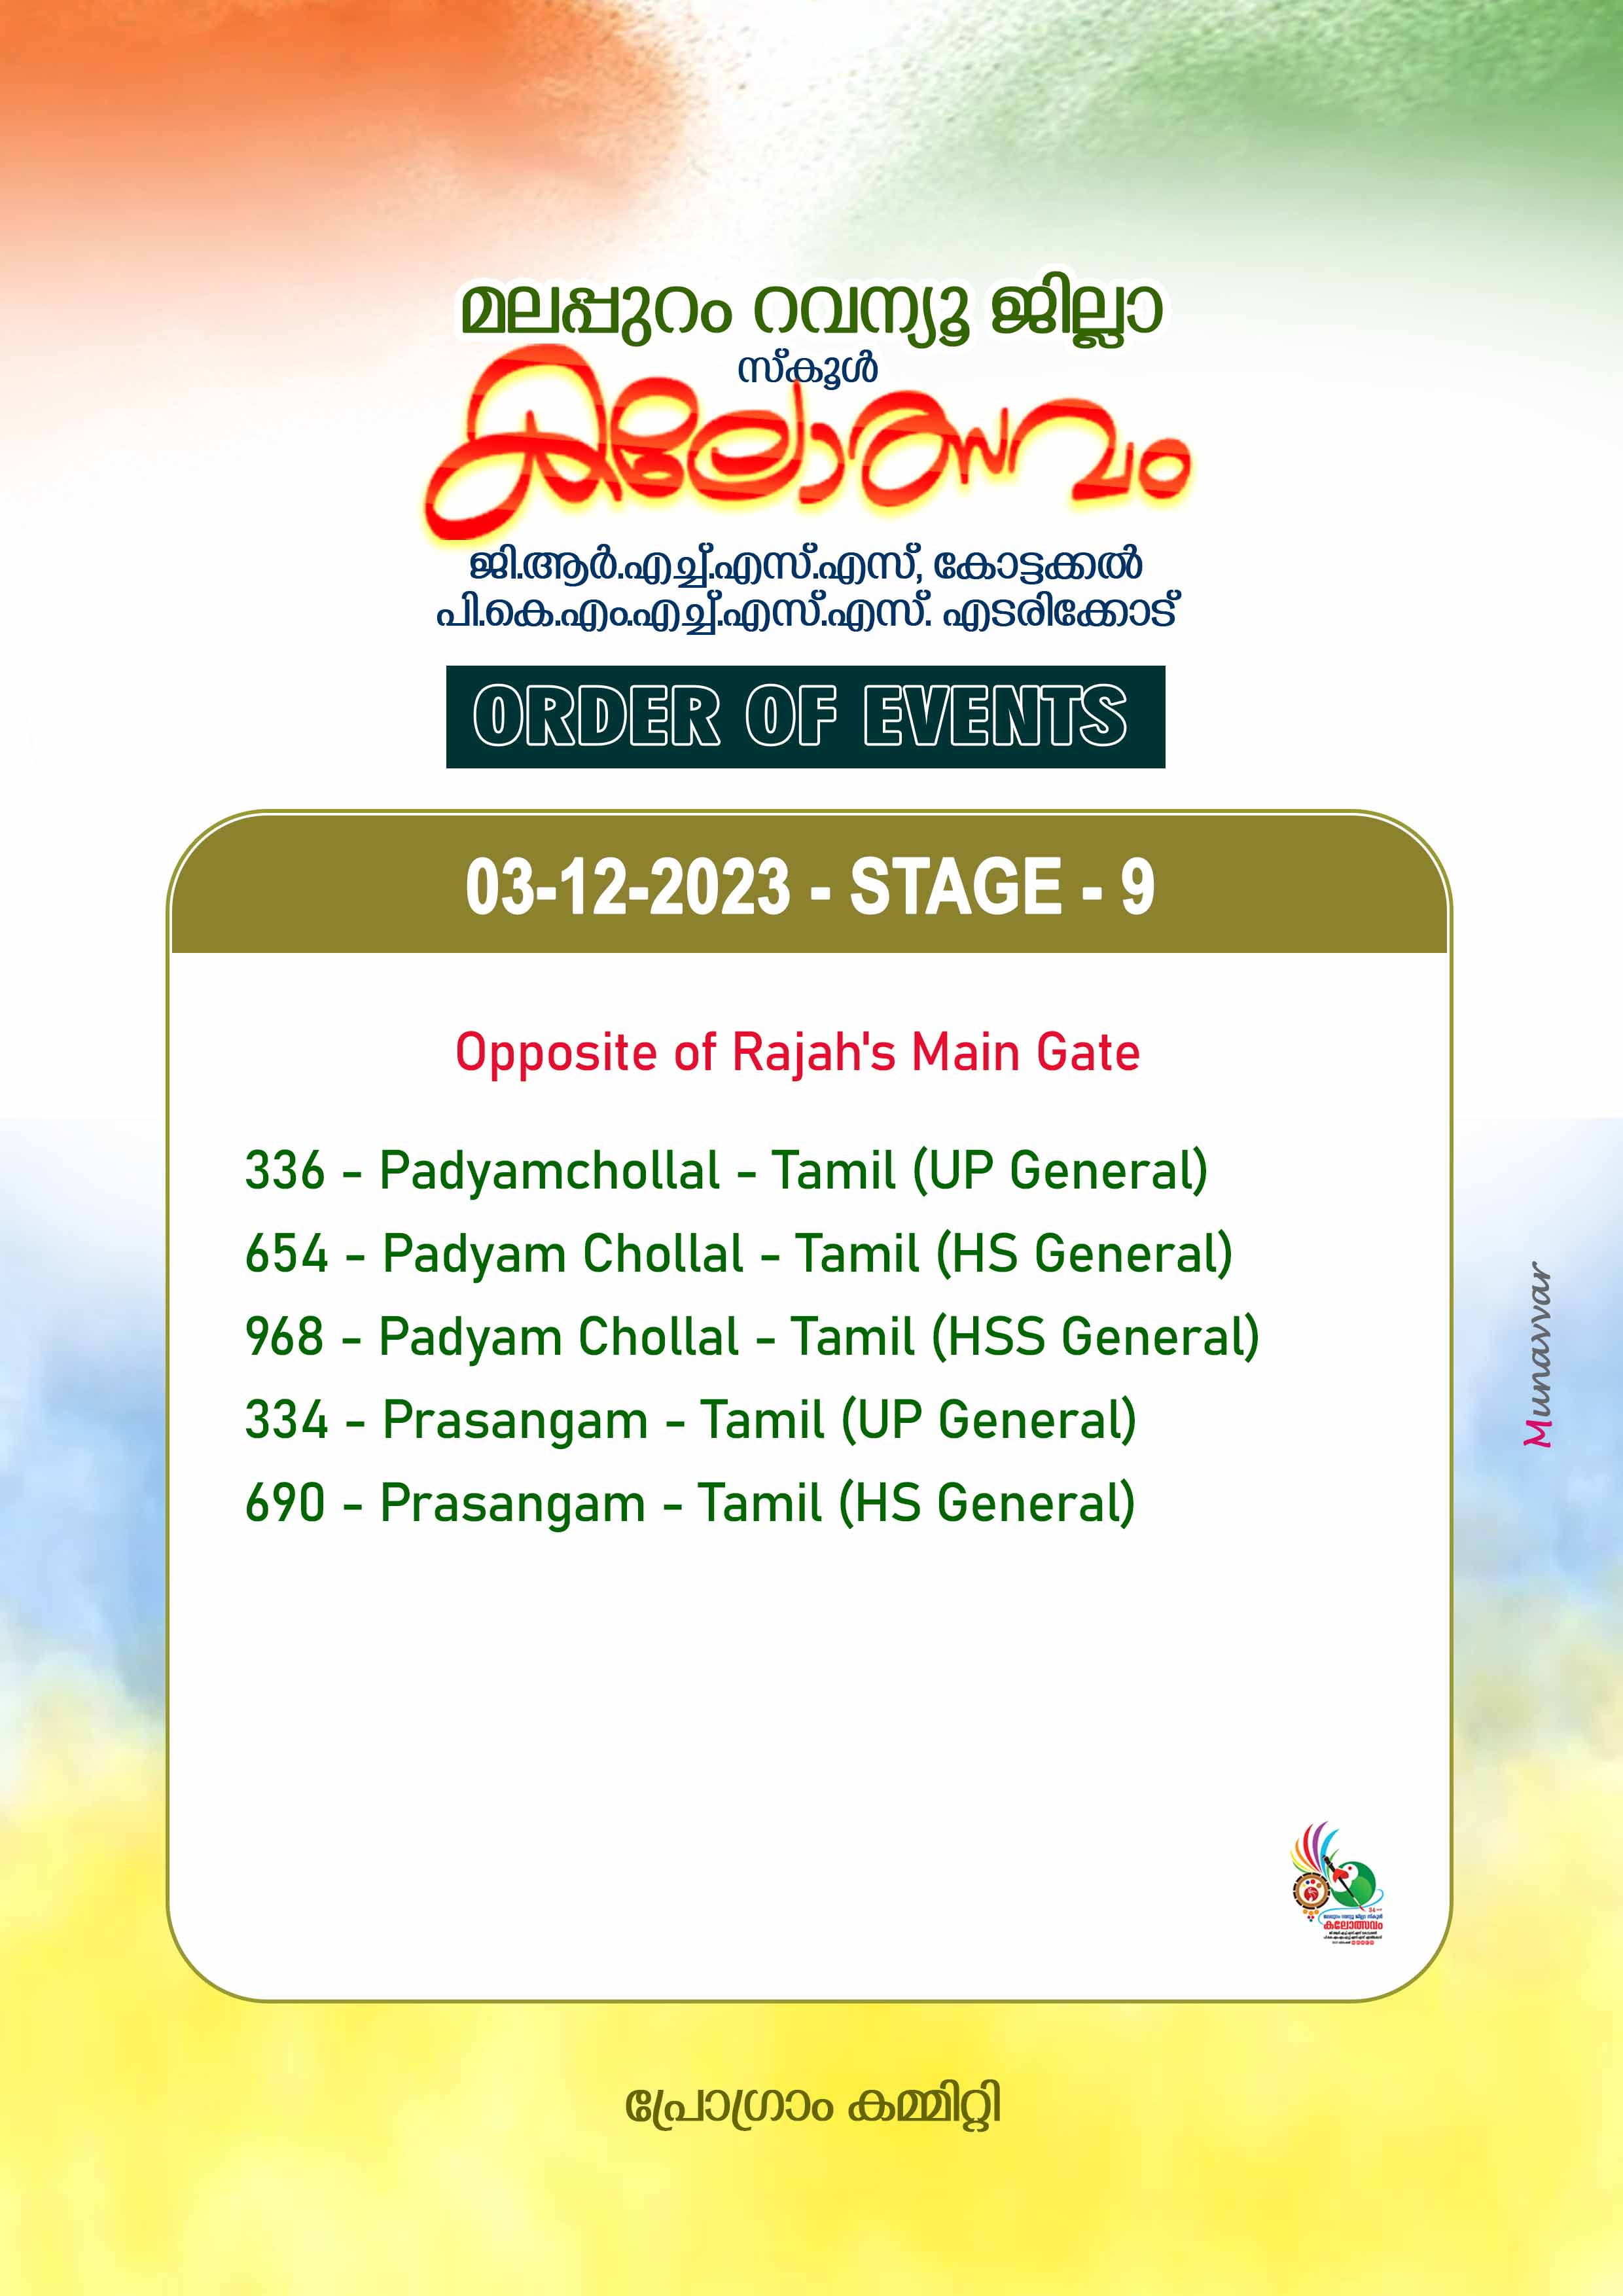 മലപ്പുറം റവന്യൂ ജില്ലാ
സ്കൂൾ
കലോത്സവം
ജി.ആർ.എച്ച്.എസ്.എസ്, കോട്ടക്കൽ
പി.കെ.എം.എച്ച്.എസ്.എസ്. എടരിക്കോട്
ORDER OF EVENTS
03-12-2023 - STAGE - 9
Opposite of Rajah's Main Gate
336 - Padyamchollal - Tamil (UP General)
654 - Padyam Chollal - Tamil (HS General)
968 - Padyam Chollal - Tamil (HSS General)
334 - Prasangam - Tamil (UP General)
690 - Prasangam - Tamil (HS General)
Munavvar
കലോത്സവം
പ്രോഗ്രാം കമ്മിറ്റി